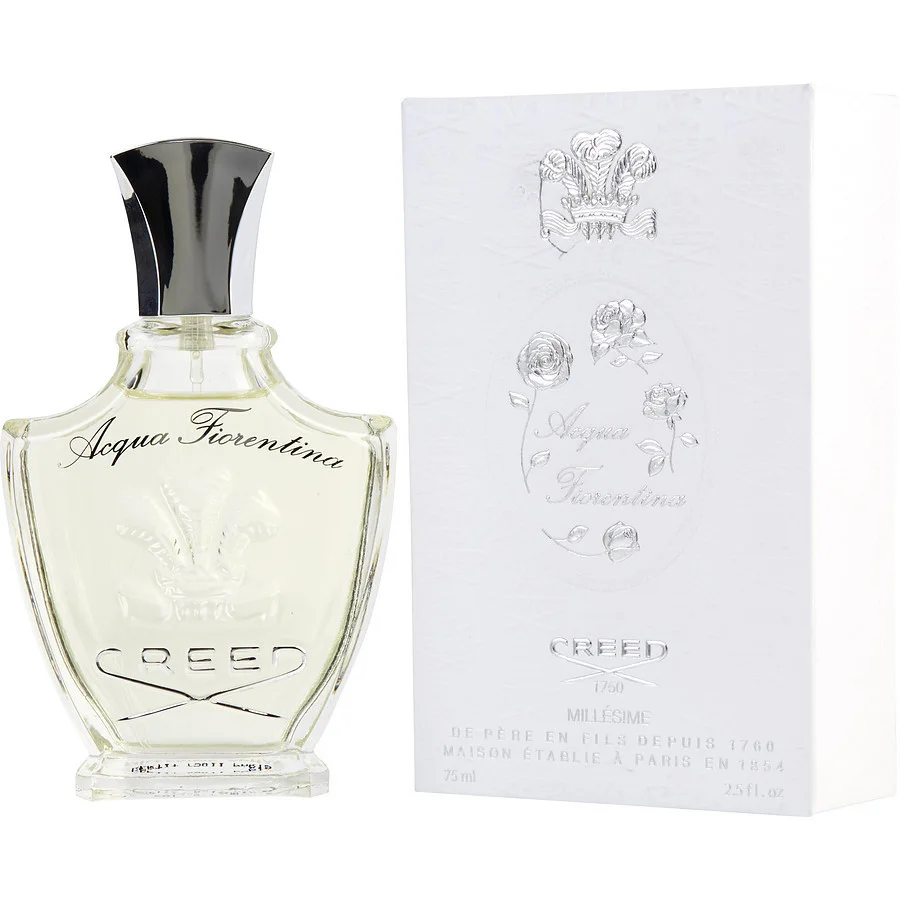 Acqua Fiorentina
CREED
Acqua
Fiorentina
CREED
1760
MILLÉSIME
DE PÈRE EN FILS DEPUIS 1760
MAISON ÉTABLIE À PARIS EN 1854
75 ml
2.5 fl. oz